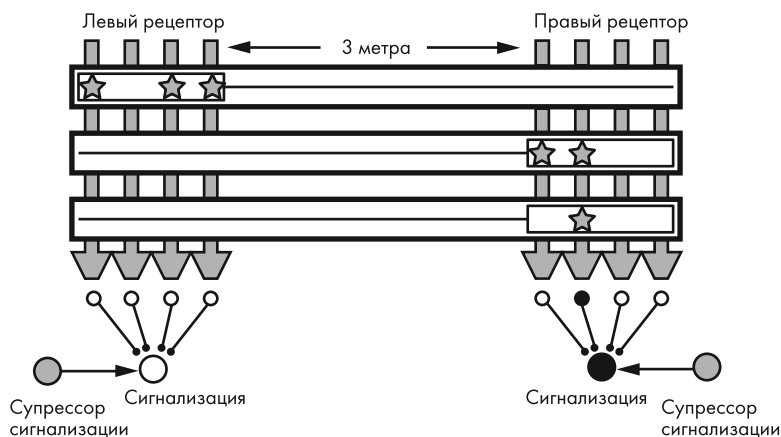 Левый рецептор
Правый рецептор
3 метра
Сигнализация
Сигнализация
Супрессор
сигнализации
Супрессор
сигнализации